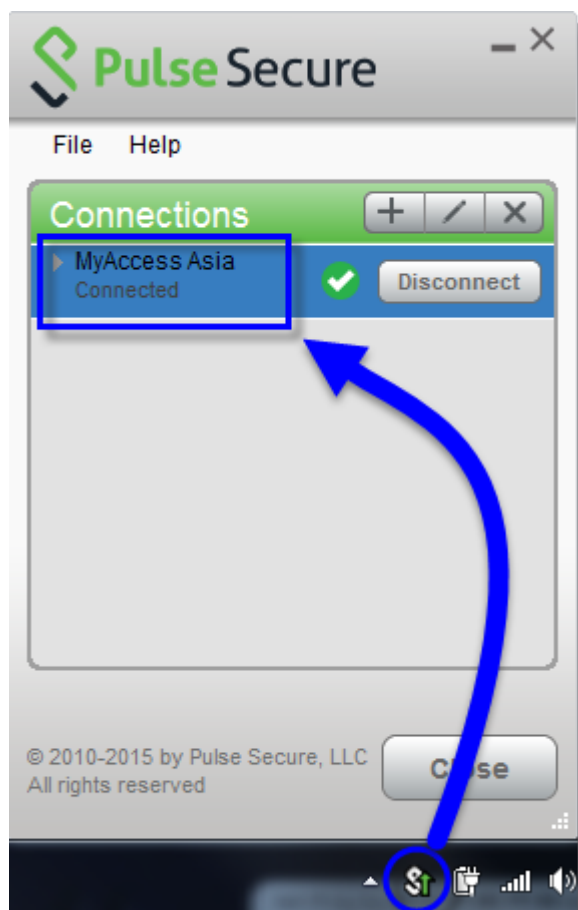 Pulse Secure
File Help
Connections
MyAccess Asia
Connected
Disconnect
© 2010-2015 by Pulse Secure, LLC
All rights reserved
Close